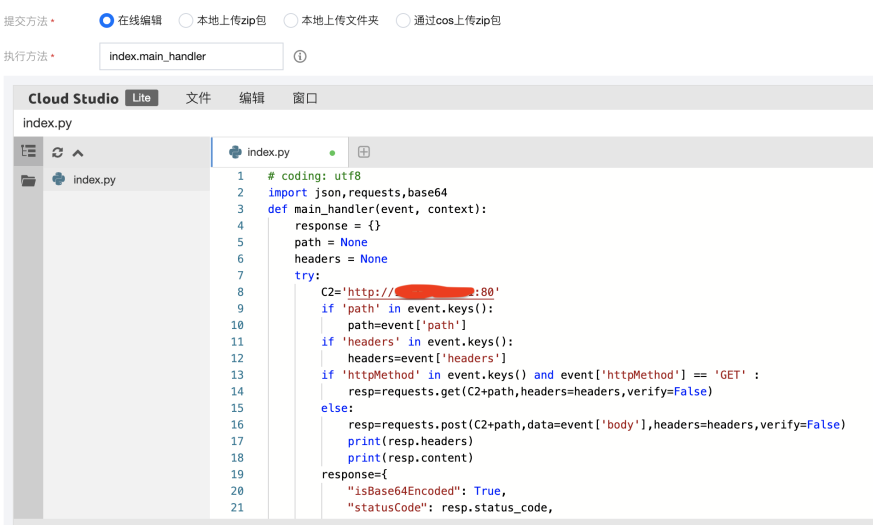 提交方法 * 在线编辑 本地上传zip包 本地上传文件夹 通过cos上传zip包
执行方法 * index.main_handler
Cloud Studio Lite 文件 编辑 窗口
index.py
index.py
index.py
1 # coding: utf8
2 import json,requests,base64
3 def main_handler(event, context):
4 response = {}
5 path = None
6 headers = None
7 try:
8 C2='http:// :80'
9 if 'path' in event.keys():
10 path=event['path']
11 if 'headers' in event.keys():
12 headers=event['headers']
13 if 'httpMethod' in event.keys() and event['httpMethod'] == 'GET' :
14 resp=requests.get(C2+path,headers=headers,verify=False)
15 else:
16 resp=requests.post(C2+path,data=event['body'],headers=headers,verify=False)
17 print(resp.headers)
18 print(resp.content)
19 response={
20 "isBase64Encoded": True,
21 "statusCode": resp.status_code,